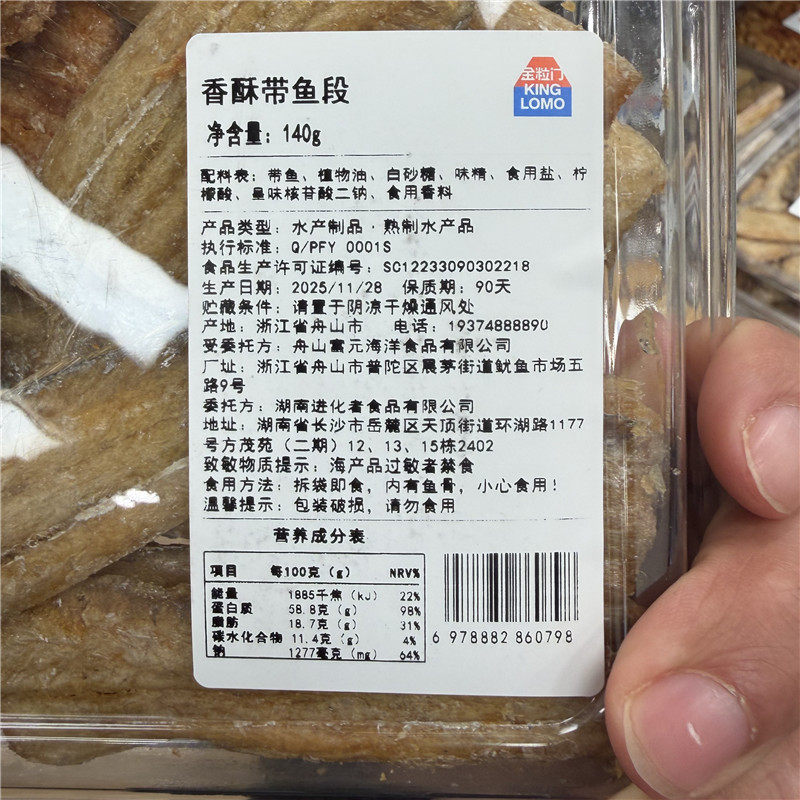 香酥带鱼段
金粒门
KING
LOMO
净含量：140g
配料表：带鱼、植物油、白砂糖、味精、食用盐、柠
檬酸、呈味核苷酸二钠、食用香料
产品类型：水产制品·熟制水产品
执行标准：Q/PFY 0001S
食品生产许可证编号：SC12233090302218
生产日期：2025/11/28 保质期：90天
贮藏条件：请置于阴凉干燥通风处
产地：浙江省舟山市 电话：19374888890
受委托方：舟山富元海洋食品有限公司
厂址：浙江省舟山市普陀区展茅街道鱿鱼市场五
路9号
委托方：湖南进化者食品有限公司
地址：湖南省长沙市岳麓区天顶街道环湖路1177
号方茂苑（二期）12、13、15栋2402
致敏物质提示：海产品过敏者禁食
食用方法：拆袋即食，内有鱼骨，小心食用！
温馨提示：包装破损，请勿食用
营养成分表
项目 每100克（g） NRV%
能量 1885千焦（kJ） 22%
蛋白质 58.8克（g） 98%
脂肪 18.7克（g） 31%
碳水化合物 11.4克（g） 4%
钠 1277毫克（mg） 64%
6 978882 860798